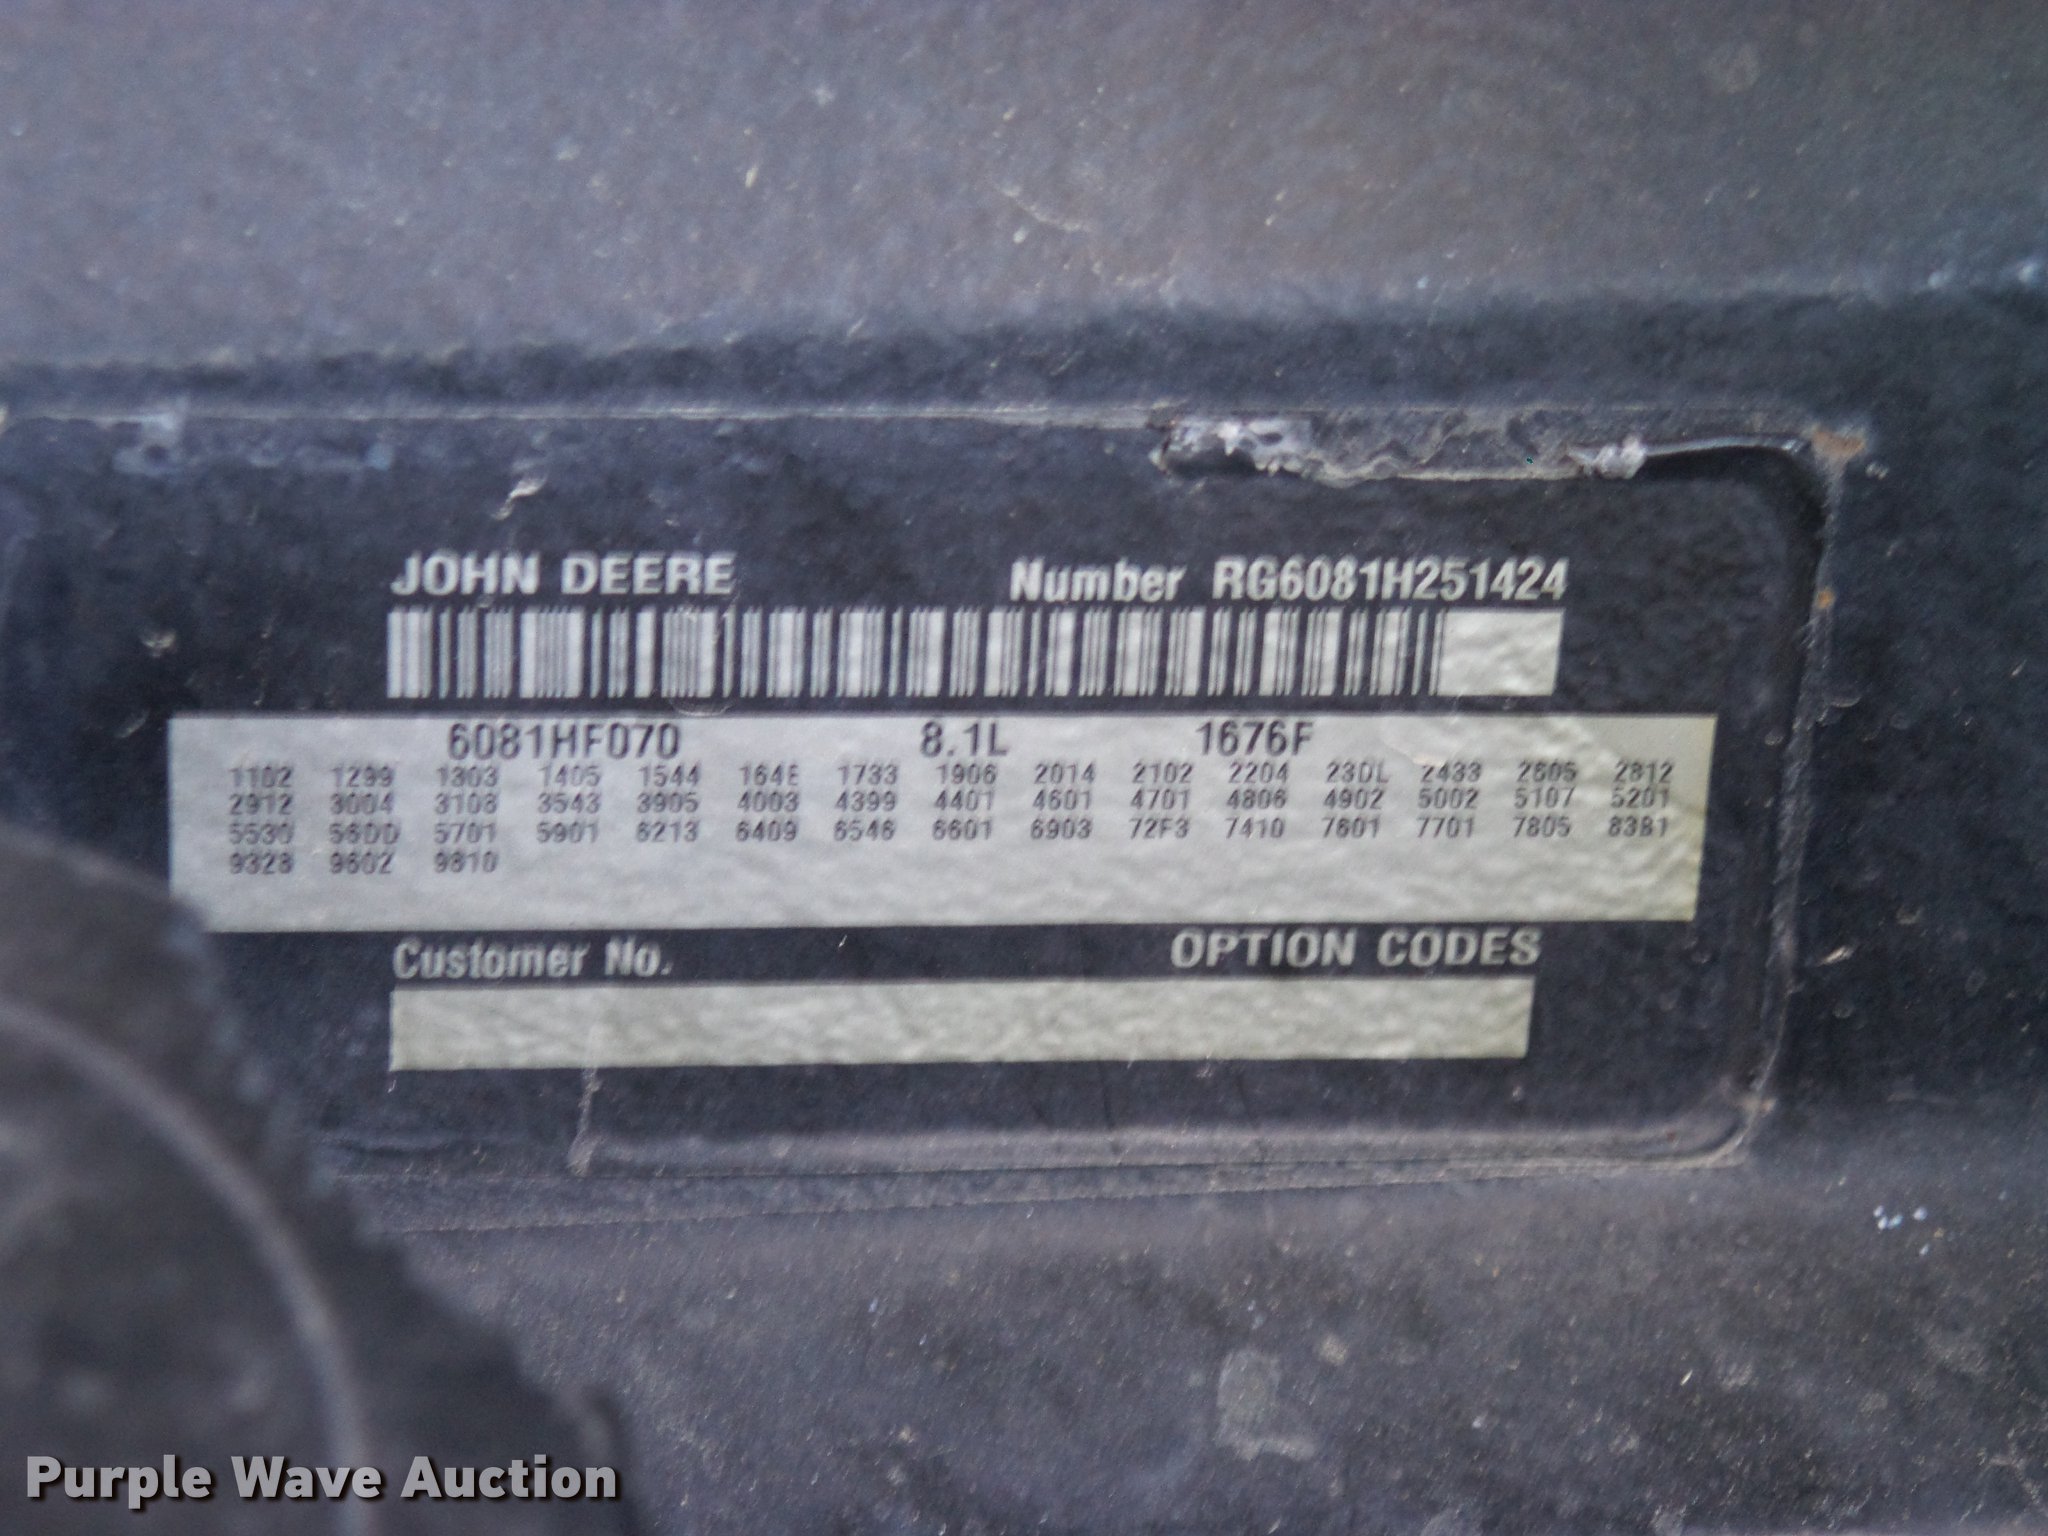 JOHN DEERE Number RG6081H251424
6081HF070 8.1L 1676F
1102 1299 1303 1405 1544 164E 1733 1906 2014 2102 2204 23DL 2433 2605 2812
2912 3004 3108 3543 3905 4003 4399 4401 4601 4701 4806 4902 5002 5107 5201
5530 56DD 5701 5901 6213 6409 6546 6601 6903 72F3 7410 7601 7701 7805 83B1
9328 9602 9810
Customer No. OPTION CODES
Purple Wave Auction